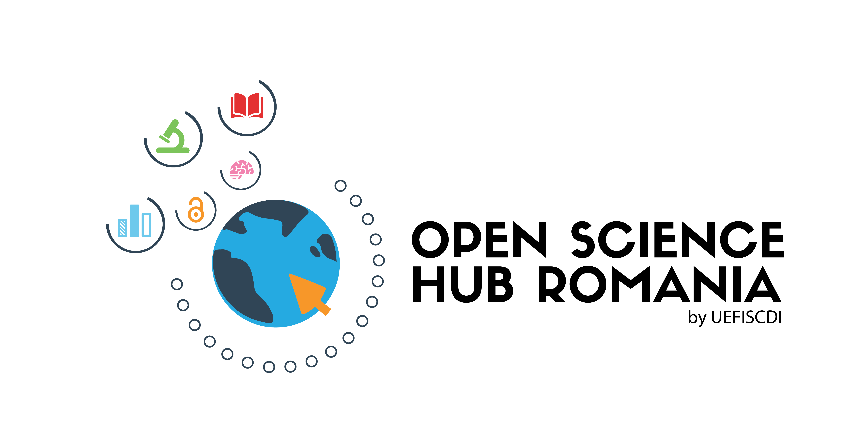 OPEN SCIENCE
HUB ROMANIA
by UEFISCDI